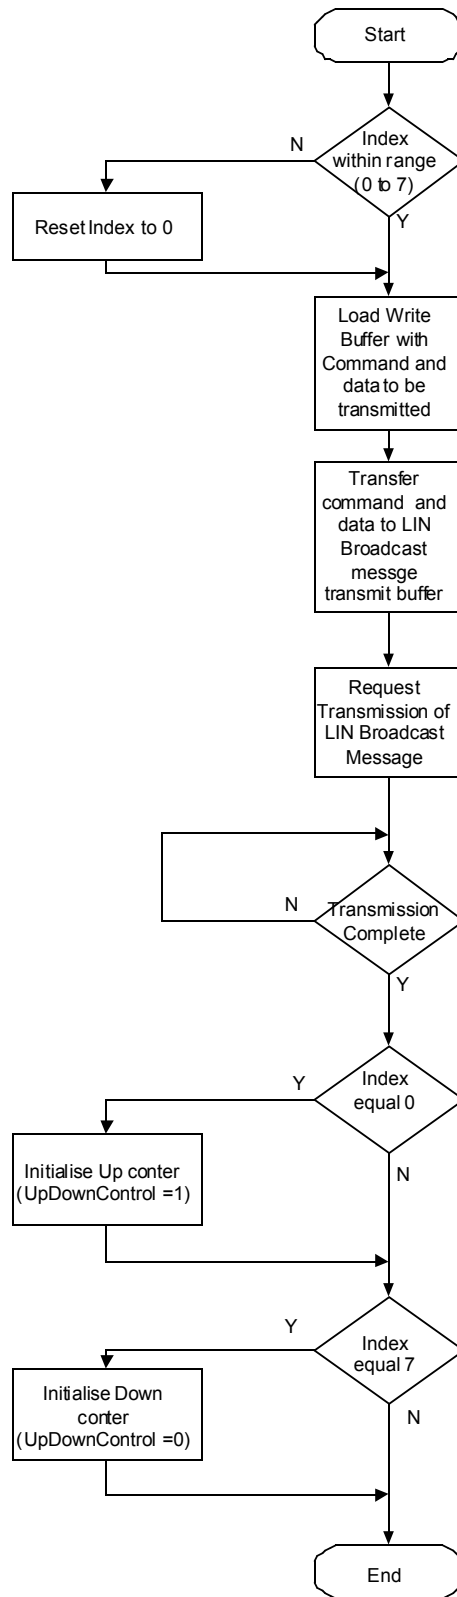 Start
Index
within range
(0 to 7)
N
Y
Reset Index to 0
Load Write
Buffer with
Command and
data to be
transmitted
Transfer
command and
data to LIN
Broadcast
messge
transmit buffer
Request
Transmission of
LIN Broadcast
Message
N
Transmission
Complete
Y
Y
Index
equal 0
N
Initialise Up conter
(UpDownControl =1)
Y
Index
equal 7
N
Initialise Down
conter
(UpDownControl =0)
End